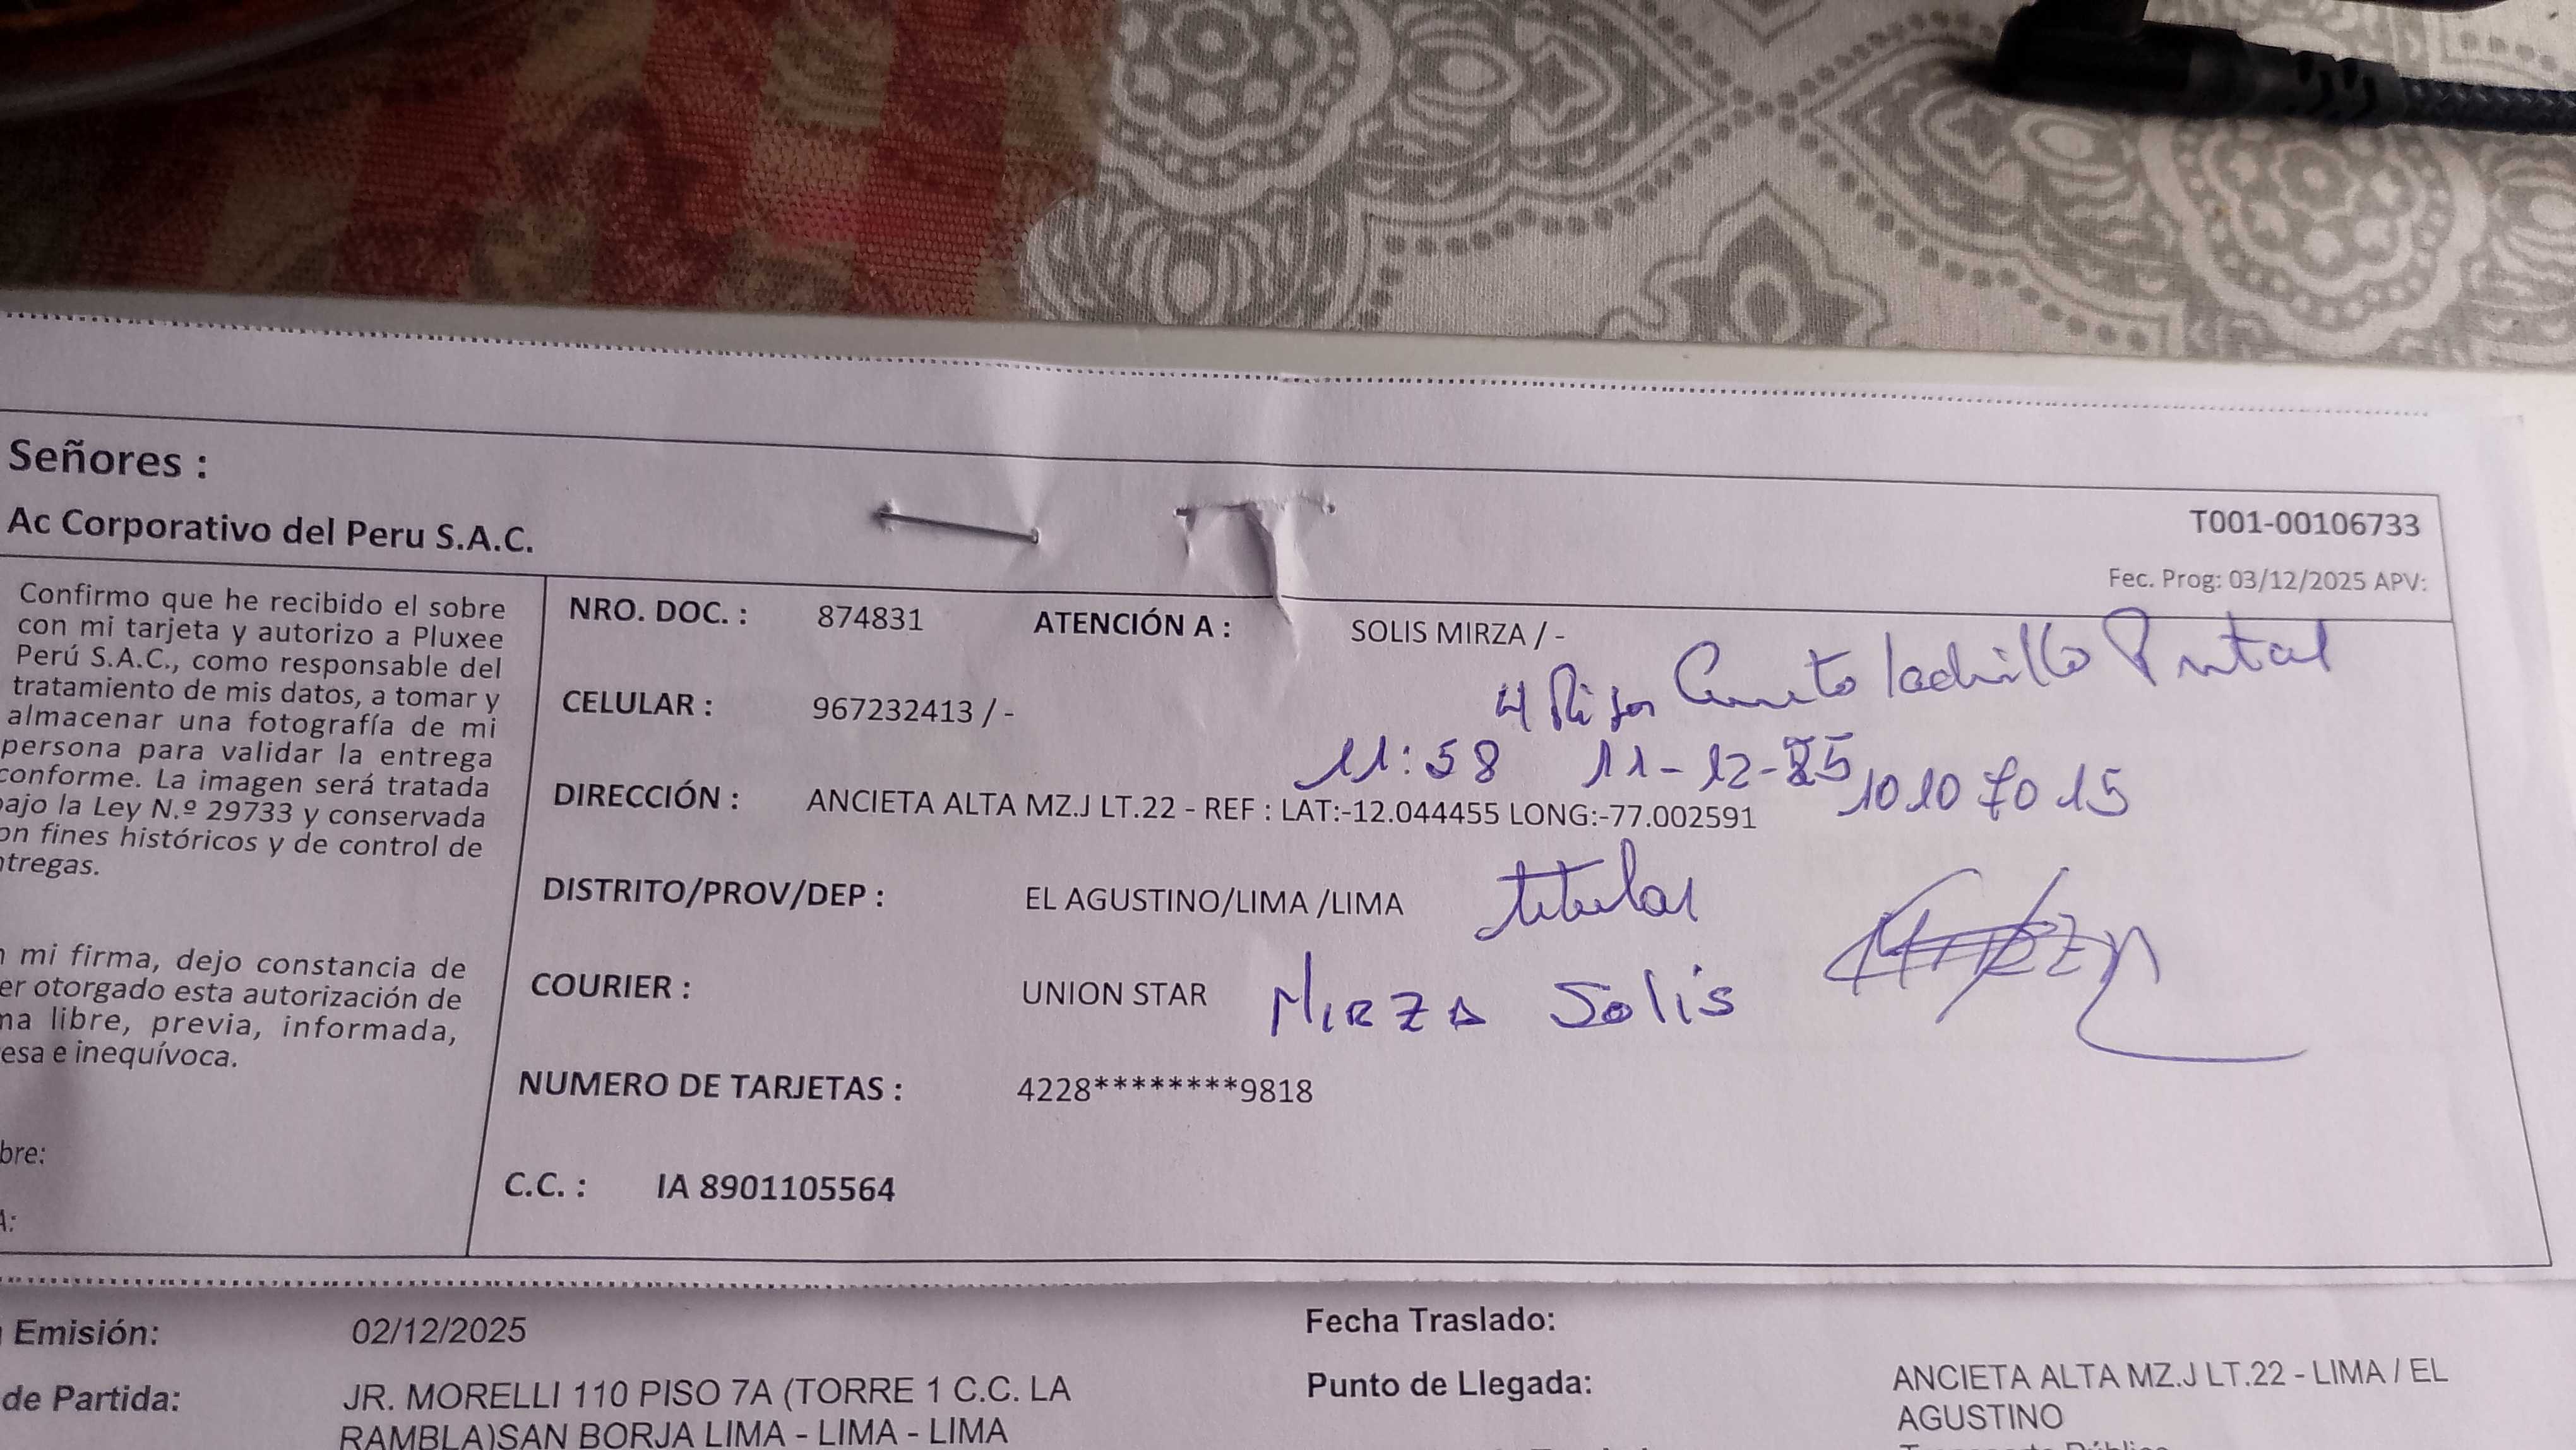 Señores :
Ac Corporativo del Peru S.A.C.
T001-00106733
Fec. Prog: 03/12/2025 APV:
Confirmo que he recibido el sobre
con mi tarjeta y autorizo a Pluxee
Perú S.A.C., como responsable del
tratamiento de mis datos, a tomar y
almacenar una fotografía de mi
persona para validar la entrega
conforme. La imagen será tratada
bajo la Ley N.º 29733 y conservada
on fines históricos y de control de
ntregas.
n mi firma, dejo constancia de
er otorgado esta autorización de
ma libre, previa, informada,
esa e inequívoca.
bre:
A:
NRO. DOC. : 874831 ATENCIÓN A : SOLIS MIRZA / -
4 Pisos ladrillo
CELULAR : 967232413 / -
11:58 11-12-25 10107015
DIRECCIÓN : ANCIETA ALTA MZ.J LT.22 - REF : LAT:-12.044455 LONG:-77.002591
DISTRITO/PROV/DEP : EL AGUSTINO/LIMA /LIMA titular
COURIER : UNION STAR MIRZA Solis
NUMERO DE TARJETAS : 4228********9818
C.C. : IA 8901105564
Emisión: 02/12/2025 Fecha Traslado:
de Partida: JR. MORELLI 110 PISO 7A (TORRE 1 C.C. LA
RAMBLA)SAN BORJA LIMA - LIMA - LIMA
Punto de Llegada: ANCIETA ALTA MZ.J LT.22 - LIMA / EL
AGUSTINO